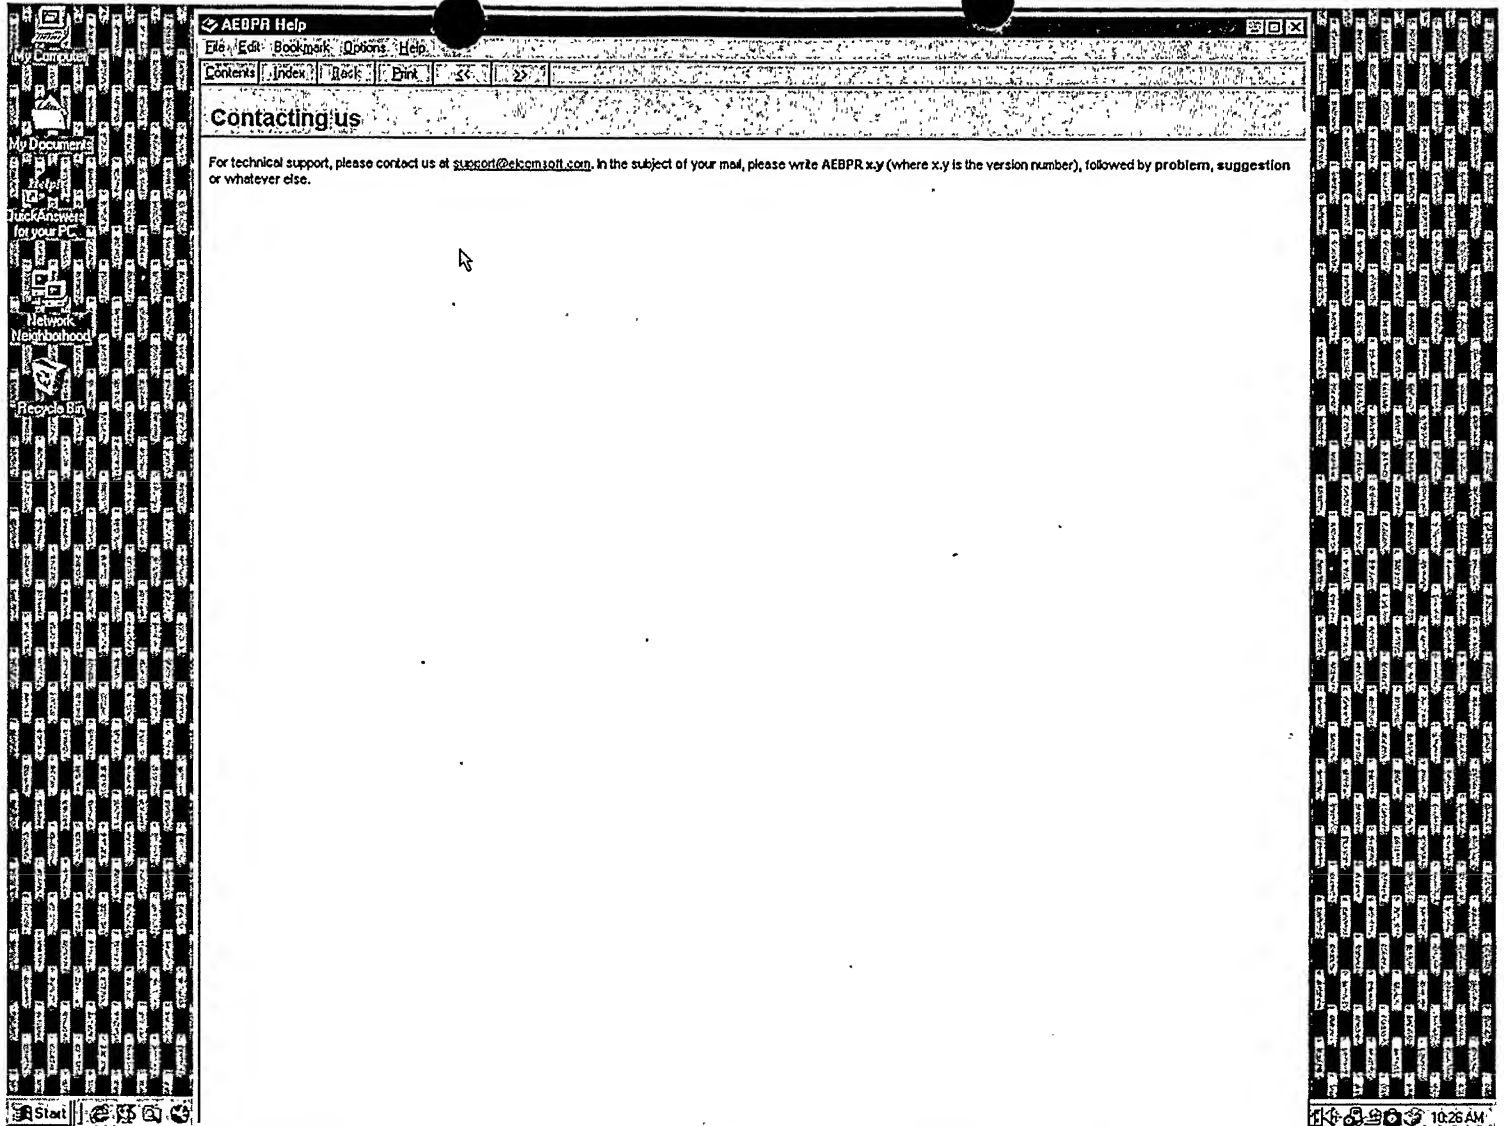 My Computer
My Documents
Help!
QuickAnswers
for your PC
Network
Neighborhood
Recycle Bin
AEBPR Help
File Edit Bookmark Options Help
Contents Index Back Print << >>
Contacting us
For technical support, please contact us at support@elcomsoft.com. In the subject of your mail, please write AEBPR x.y (where x.y is the version number), followed by problem, suggestion
or whatever else.
Start
10:26 AM